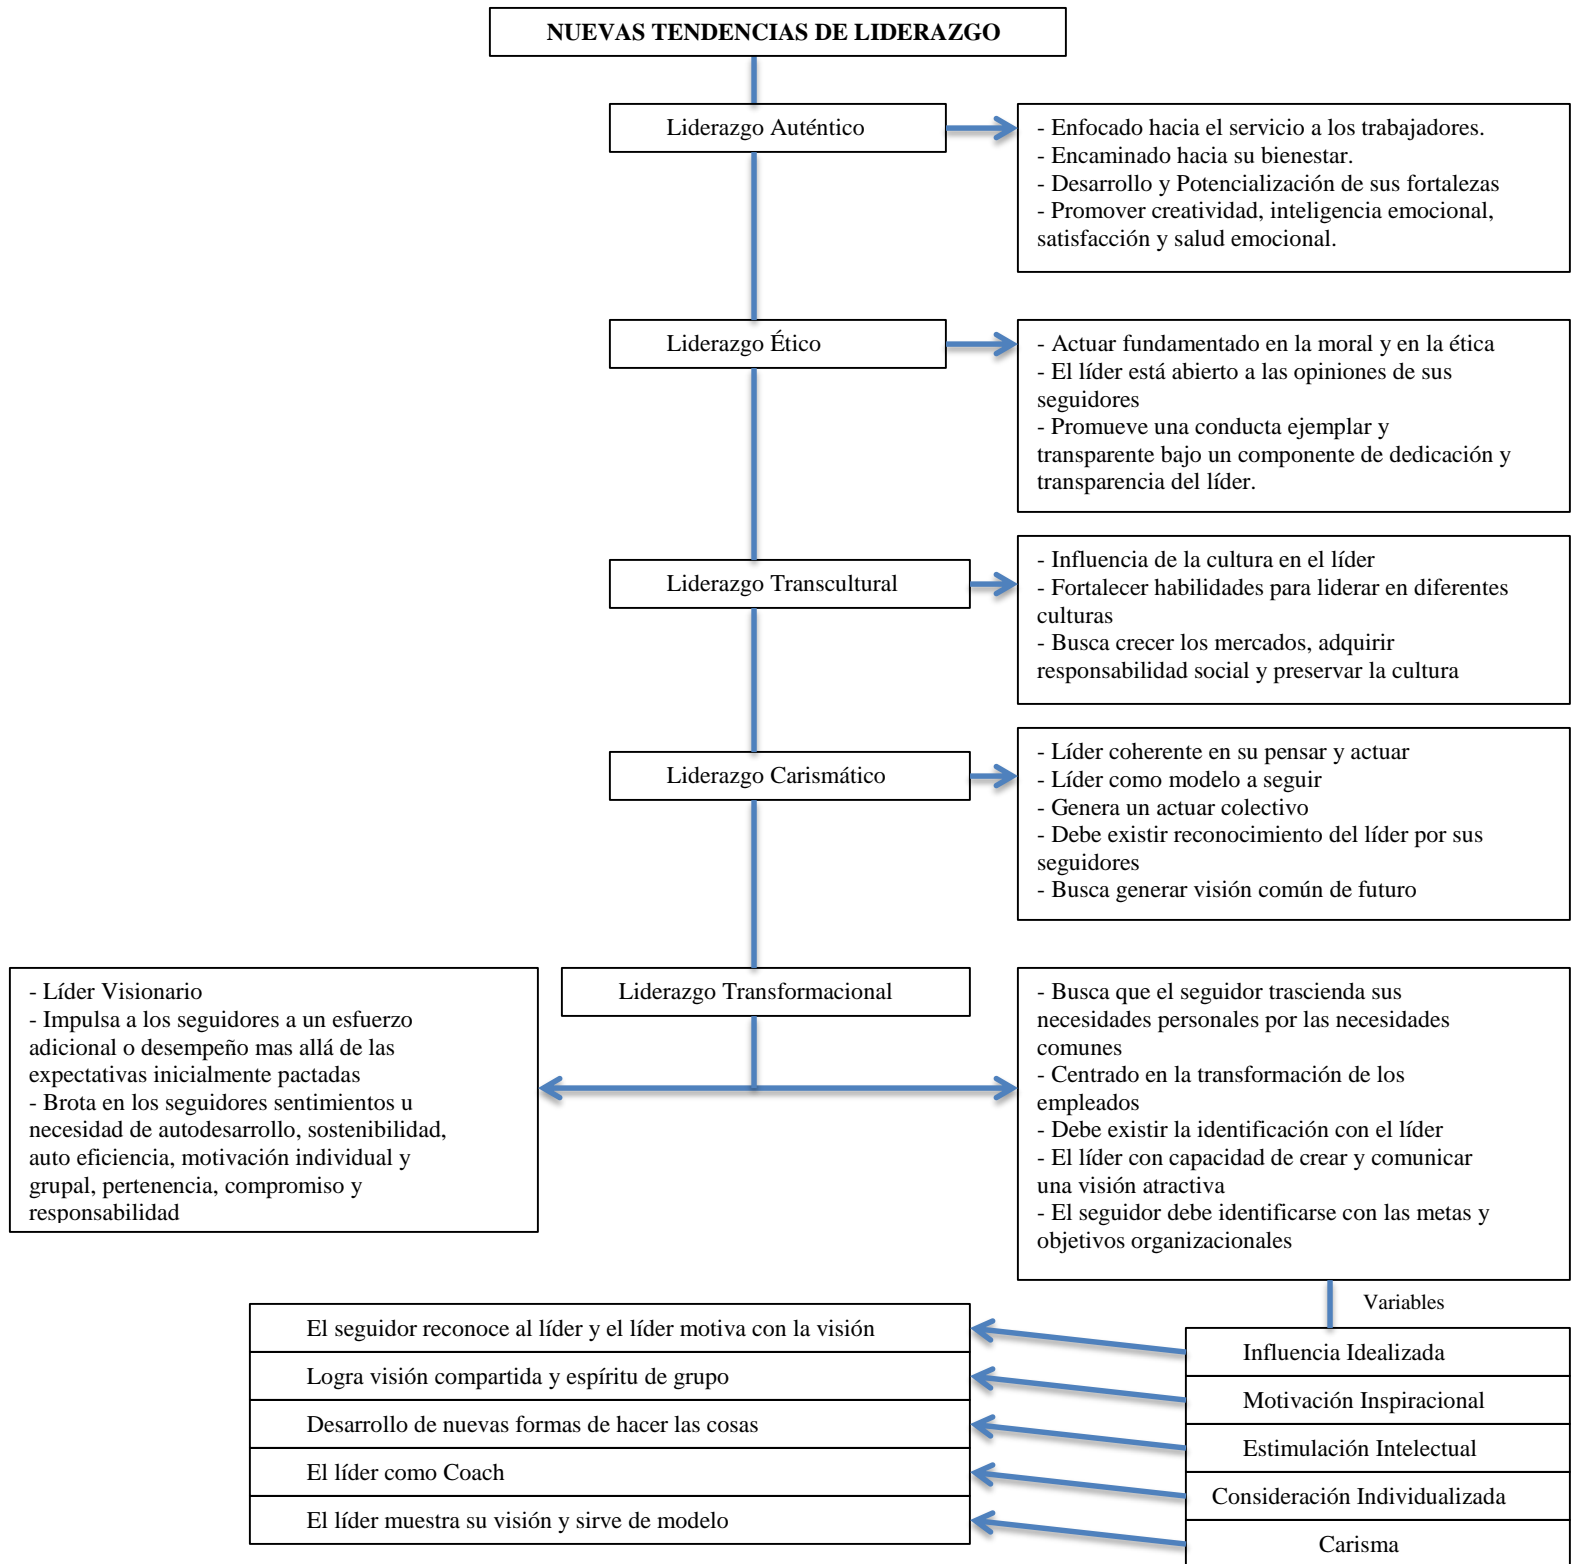 NUEVAS TENDENCIAS DE LIDERAZGO
Liderazgo Auténtico
- Enfocado hacia el servicio a los trabajadores.
- Encaminado hacia su bienestar.
- Desarrollo y Potencialización de sus fortalezas
- Promover creatividad, inteligencia emocional,
satisfacción y salud emocional.
Liderazgo Ético
- Actuar fundamentado en la moral y en la ética
- El líder está abierto a las opiniones de sus
seguidores
- Promueve una conducta ejemplar y
transparente bajo un componente de dedicación y
transparencia del líder.
Liderazgo Transcultural
- Influencia de la cultura en el líder
- Fortalecer habilidades para liderar en diferentes
culturas
- Busca crecer los mercados, adquirir
responsabilidad social y preservar la cultura
Liderazgo Carismático
- Líder coherente en su pensar y actuar
- Líder como modelo a seguir
- Genera un actuar colectivo
- Debe existir reconocimiento del líder por sus
seguidores
- Busca generar visión común de futuro
Liderazgo Transformacional
- Líder Visionario
- Impulsa a los seguidores a un esfuerzo
adicional o desempeño mas allá de las
expectativas inicialmente pactadas
- Brota en los seguidores sentimientos u
necesidad de autodesarrollo, sostenibilidad,
auto eficiencia, motivación individual y
grupal, pertenencia, compromiso y
responsabilidad
- Busca que el seguidor trascienda sus
necesidades personales por las necesidades
comunes
- Centrado en la transformación de los
empleados
- Debe existir la identificación con el líder
- El líder con capacidad de crear y comunicar
una visión atractiva
- El seguidor debe identificarse con las metas y
objetivos organizacionales
Variables
Influencia Idealizada
El seguidor reconoce al líder y el líder motiva con la visión
Motivación Inspiracional
Logra visión compartida y espíritu de grupo
Estimulación Intelectual
Desarrollo de nuevas formas de hacer las cosas
Consideración Individualizada
El líder como Coach
Carisma
El líder muestra su visión y sirve de modelo